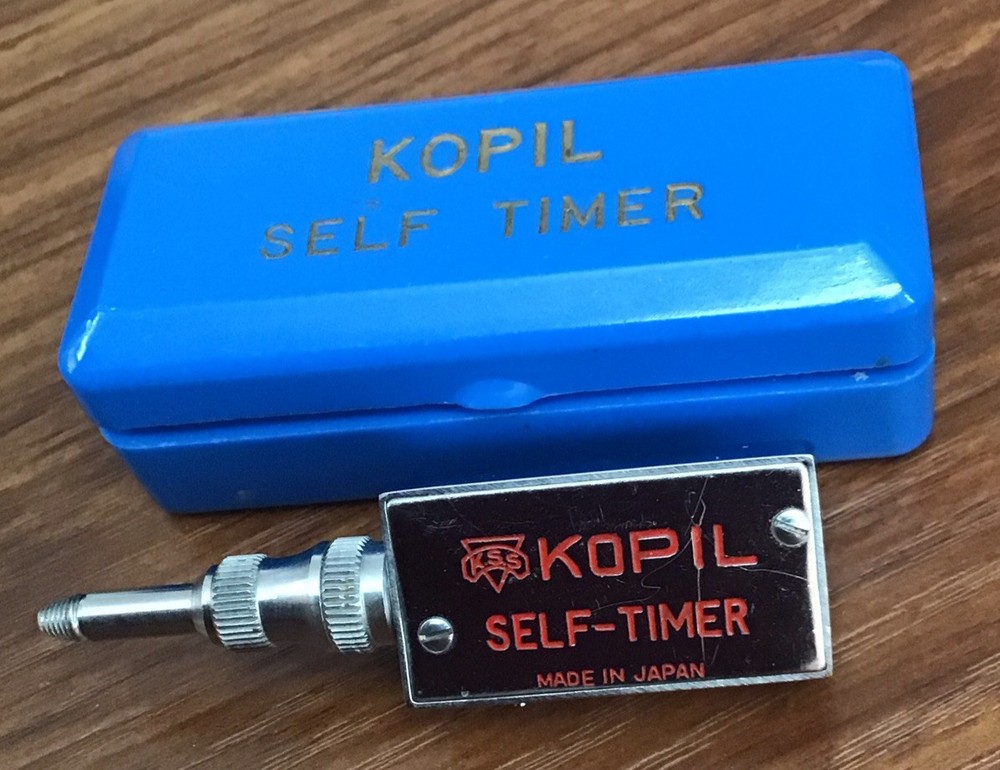 KOPIL
SELF TIMER
KSS KOPIL
SELF-TIMER
MADE IN JAPAN